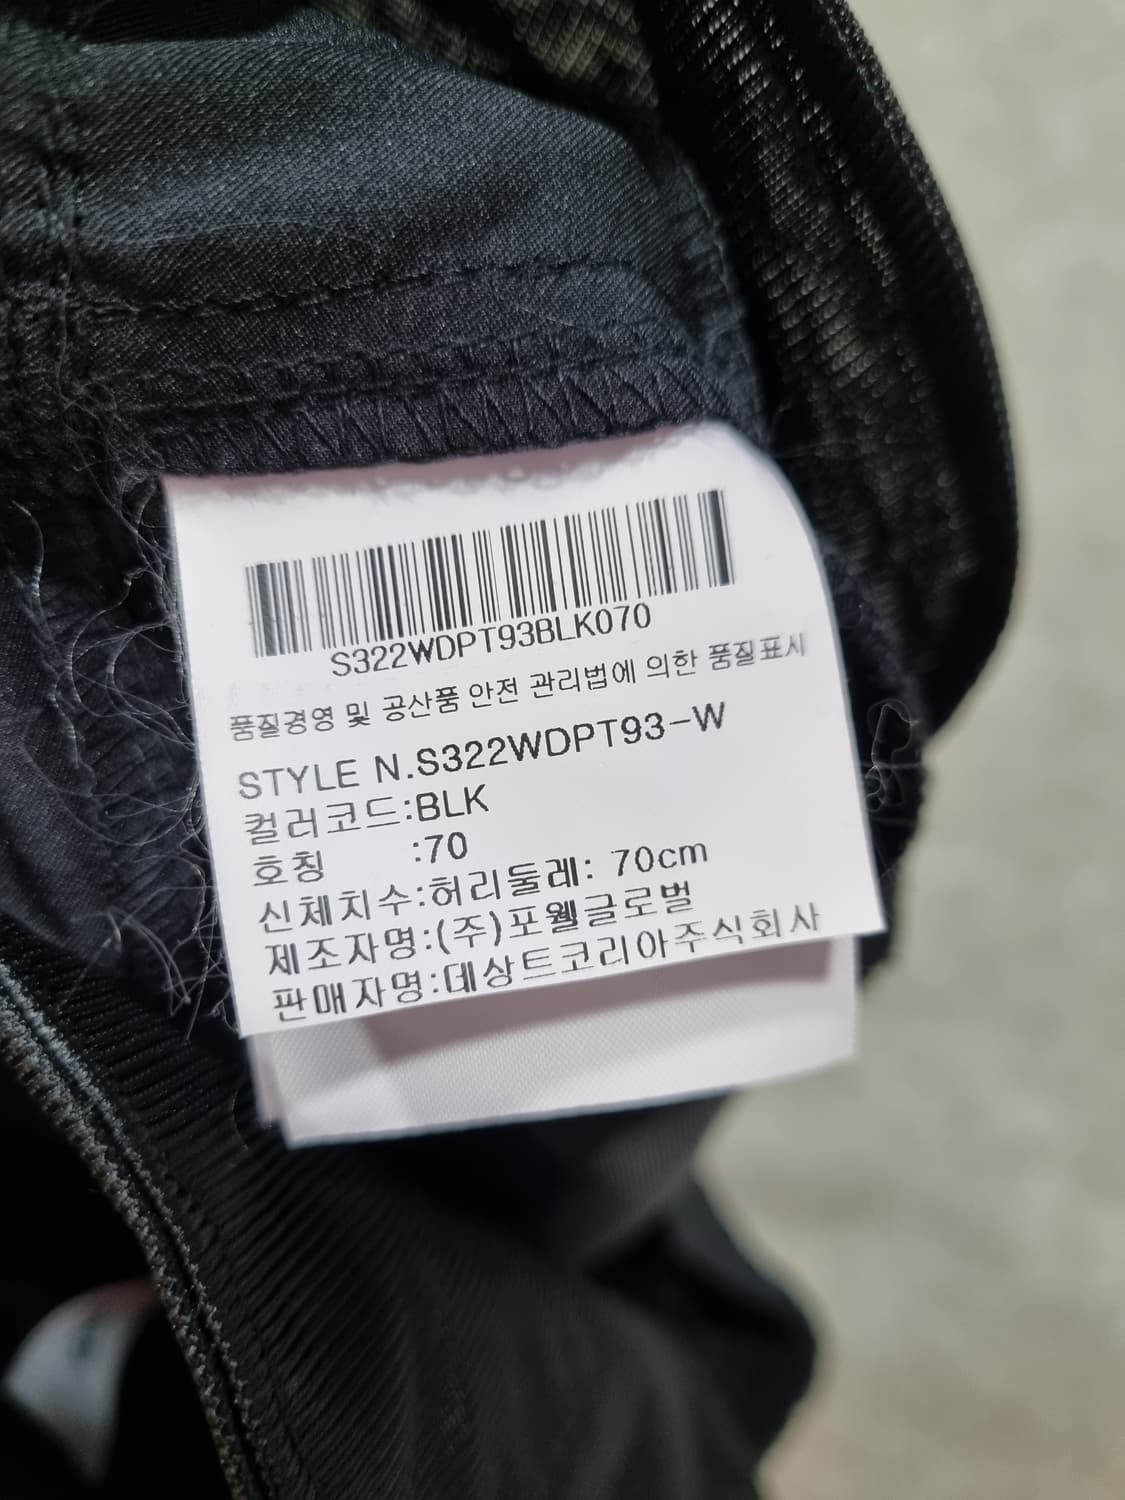 S322WDPT93BLK070
품질경영 및 공산품 안전 관리법에 의한 품질표시
STYLE N.S322WDPT93-W
컬러코드:BLK
호칭 :70
신체치수:허리둘레: 70cm
제조자명:(주)포웰글로벌
판매자명:데상트코리아주식회사